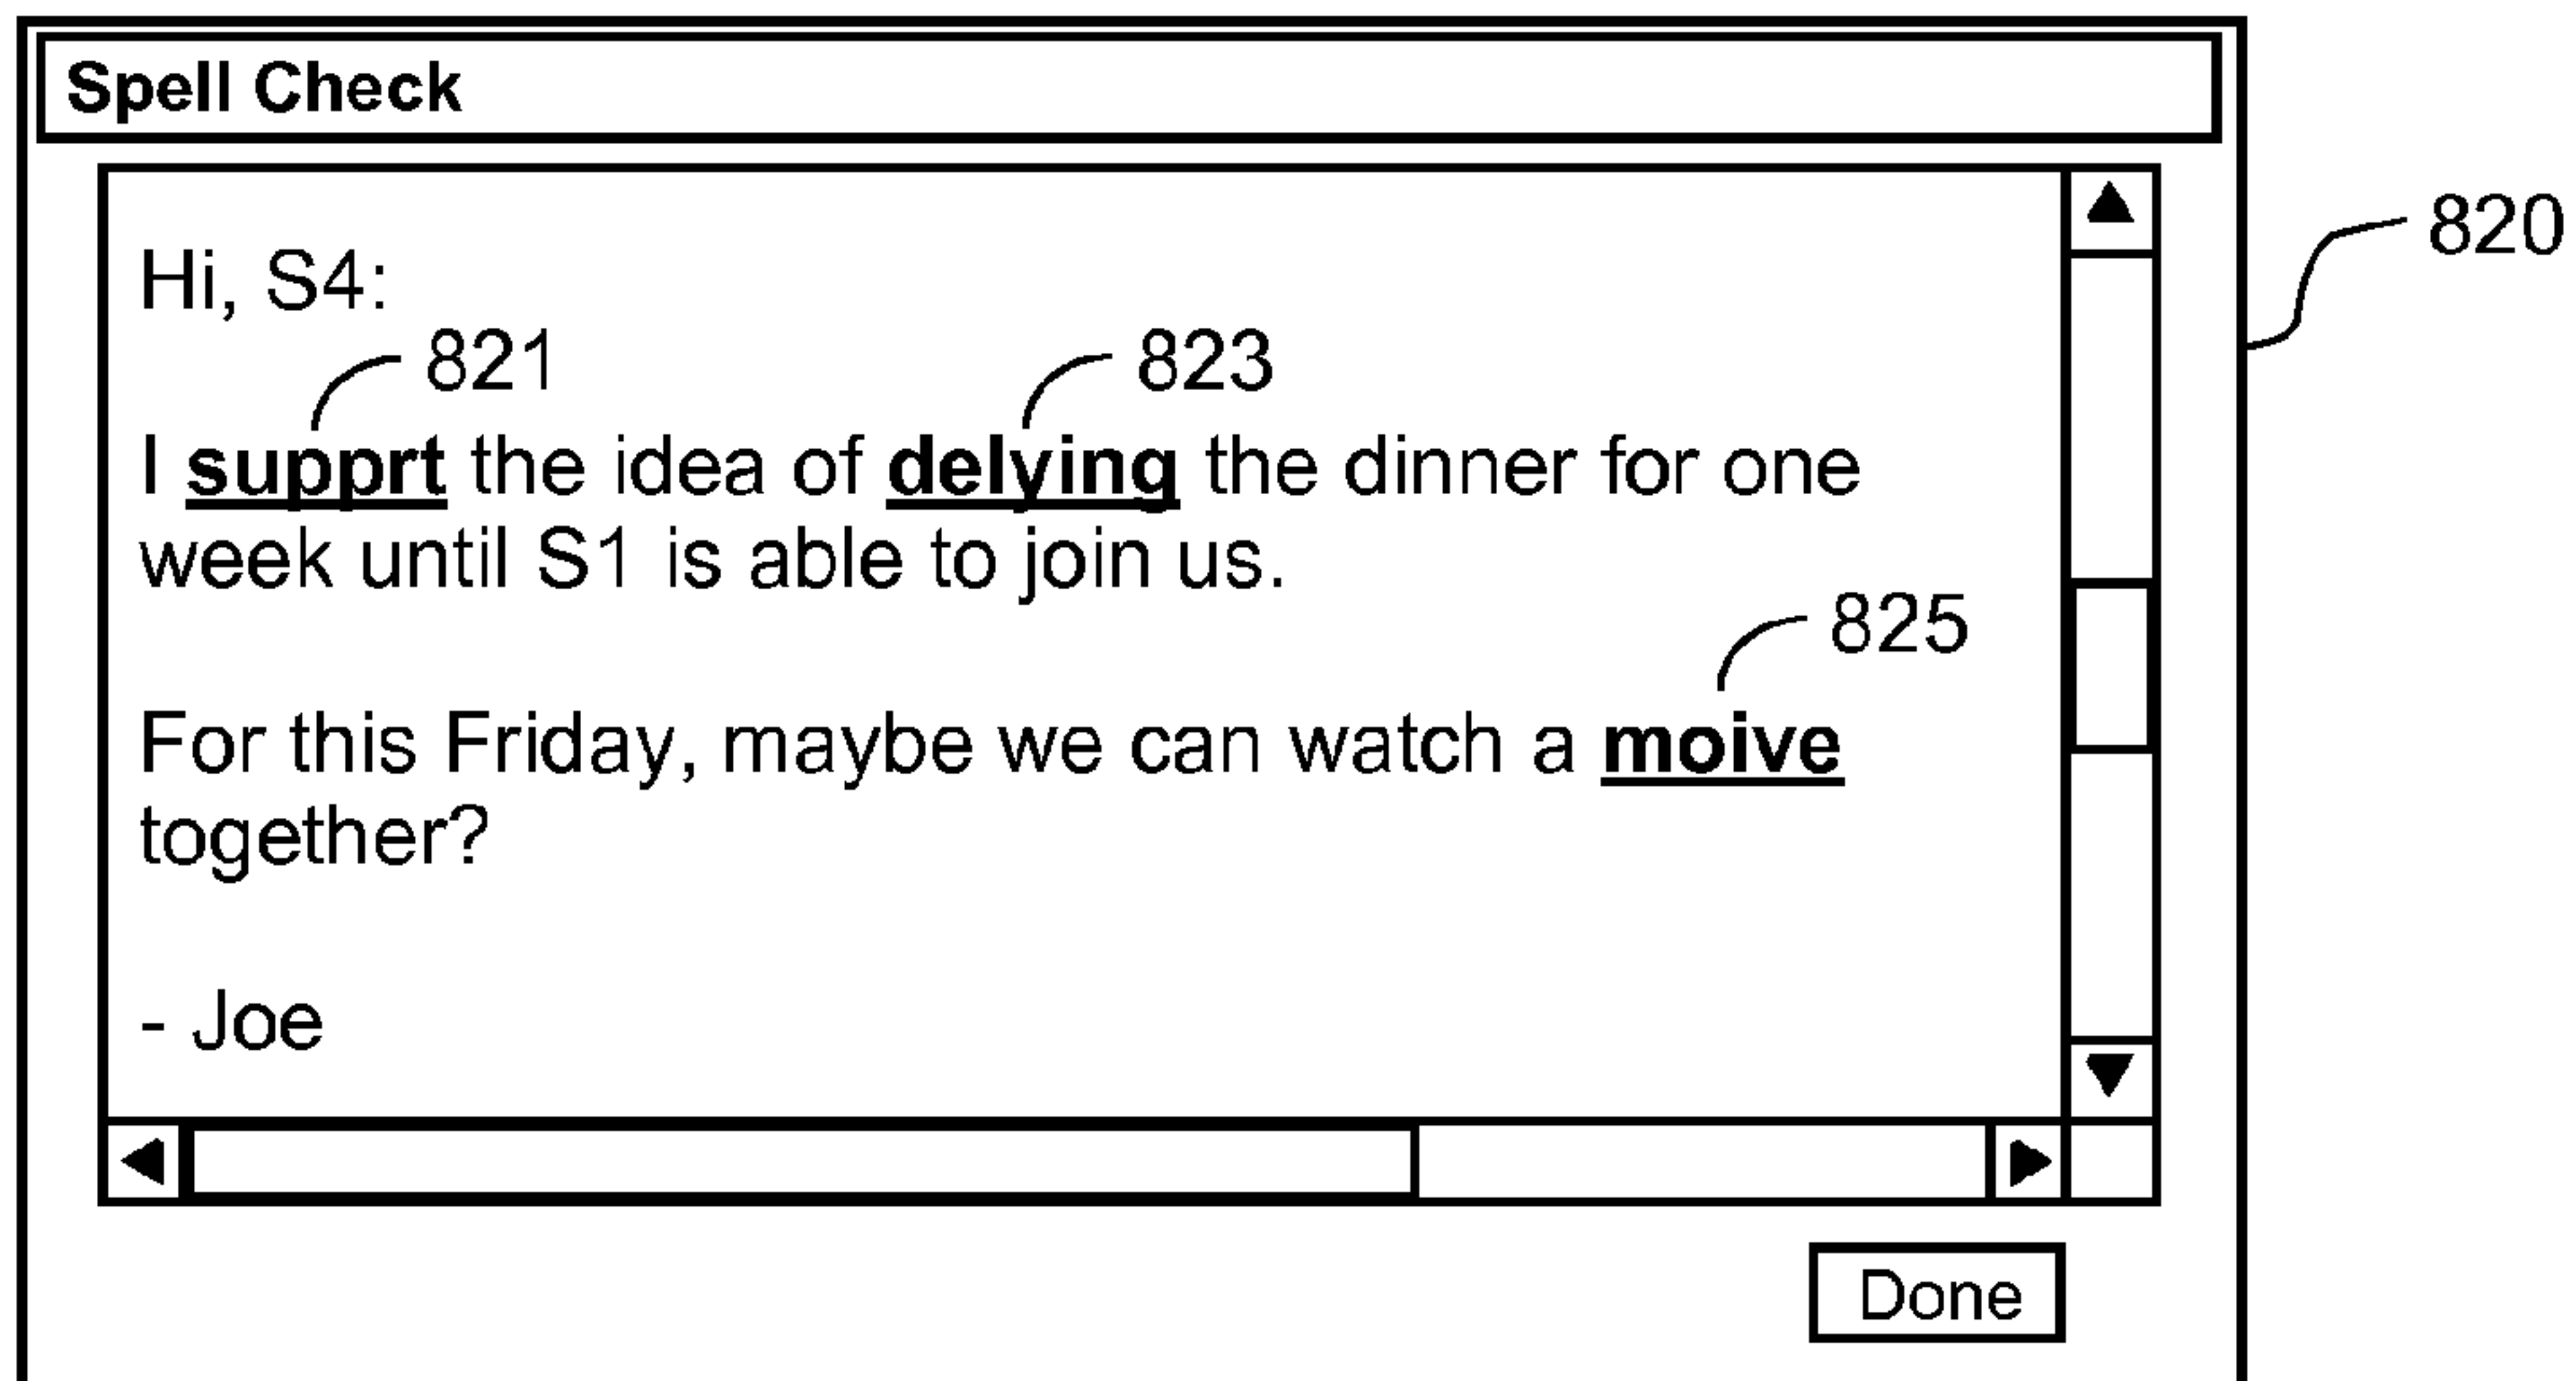 Spell Check
820
Hi, S4:
821 823
I supprt the idea of delying the dinner for one
week until S1 is able to join us.
825
For this Friday, maybe we can watch a moive
together?
- Joe
Done